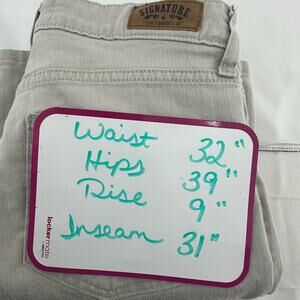 SIGNATURE
LEVI STRAUSS & CO
Waist 32"
Hips 39"
Rise 9"
Inseam 31"
lockermate